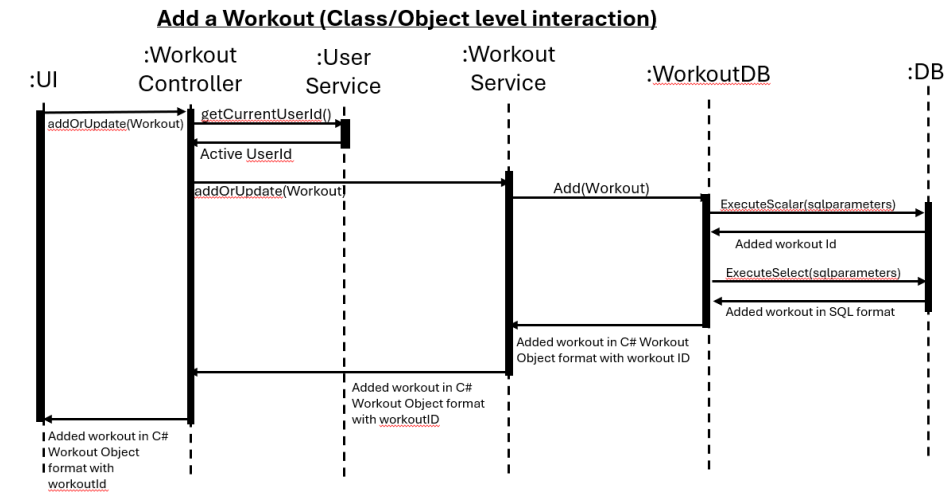 Add a Workout (Class/Object level interaction)
:UI
:Workout
Controller
:User
Service
:Workout
Service
:WorkoutDB
:DB
addOrUpdate(Workout)
getCurrentUserId()
Active UserId
addOrUpdate(Workout)
Add(Workout)
ExecuteScalar(sqlparameters)
Added workout Id
ExecuteSelect(sqlparameters)
Added workout in SQL format
Added workout in C# Workout
Object format with workout ID
Added workout in C#
Workout Object format
with workoutID
Added workout in C#
Workout Object
format with
workoutId